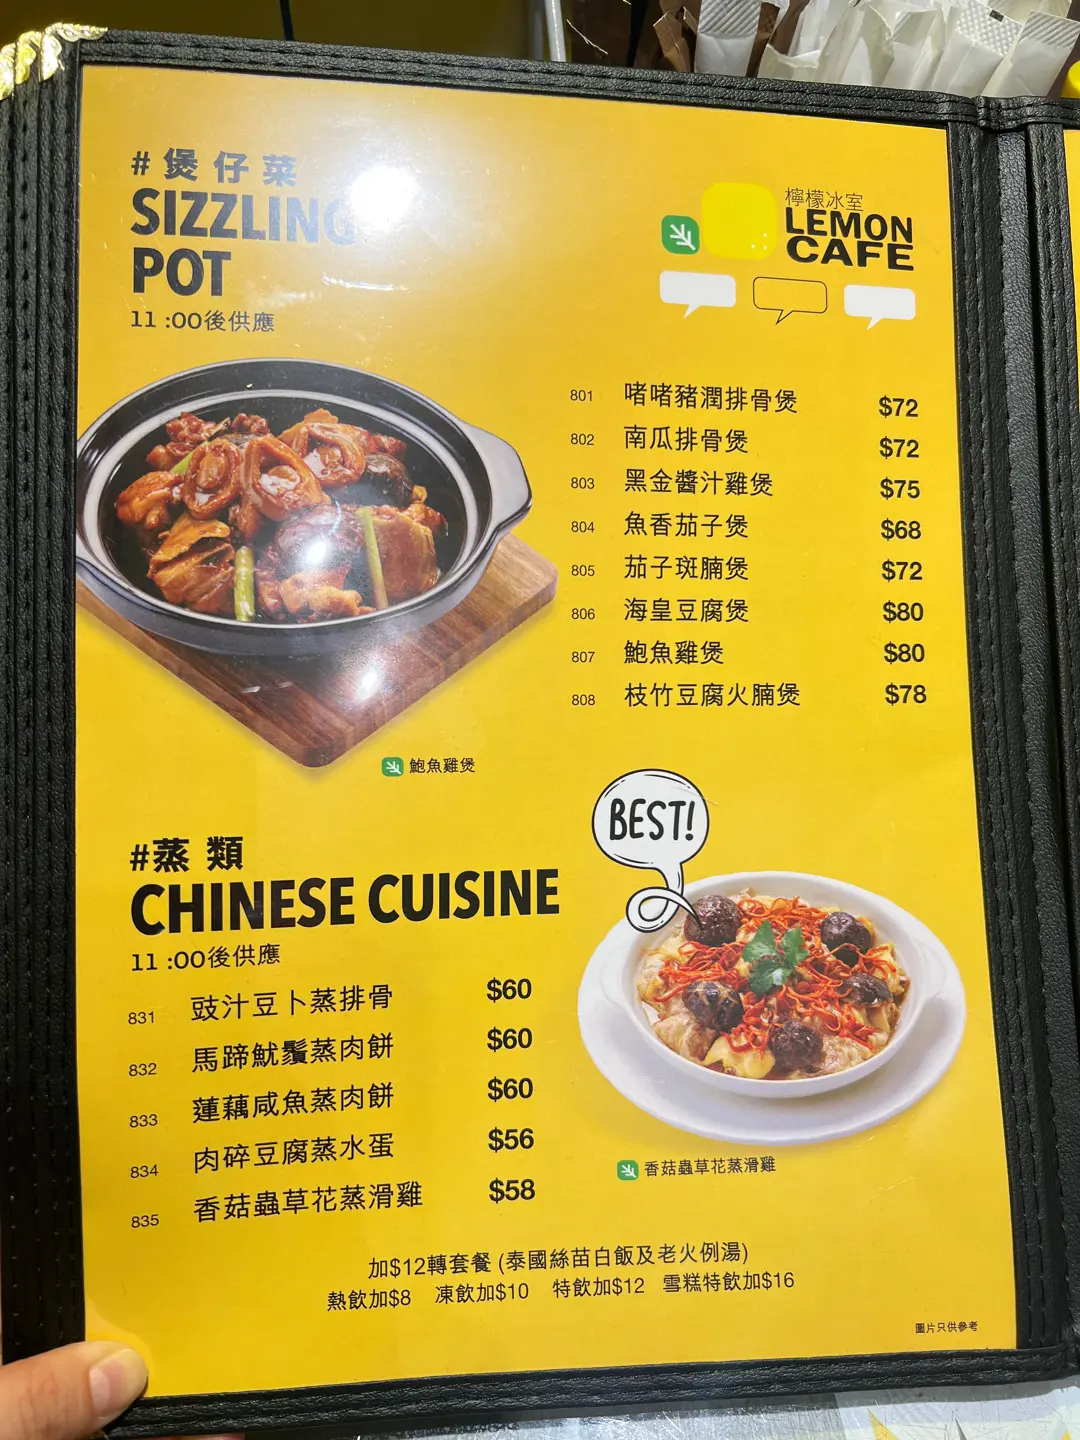 #煲仔菜
SIZZLING
POT
11 :00後供應
檸檬冰室
LEMON
CAFE
801 啫啫豬潤排骨煲 $72
802 南瓜排骨煲 $72
803 黑金醬汁雞煲 $75
804 魚香茄子煲 $68
805 茄子斑腩煲 $72
806 海皇豆腐煲 $80
807 鮑魚雞煲 $80
808 枝竹豆腐火腩煲 $78
鮑魚雞煲
BEST!
#蒸類
CHINESE CUISINE
11 :00後供應
831 豉汁豆卜蒸排骨 $60
832 馬蹄魷鬚蒸肉餅 $60
833 蓮藕咸魚蒸肉餅 $60
834 肉碎豆腐蒸水蛋 $56
835 香菇蟲草花蒸滑雞 $58
香菇蟲草花蒸滑雞
加$12轉套餐 (泰國絲苗白飯及老火例湯)
熱飲加$8 凍飲加$10 特飲加$12 雪糕特飲加$16
圖片只供參考